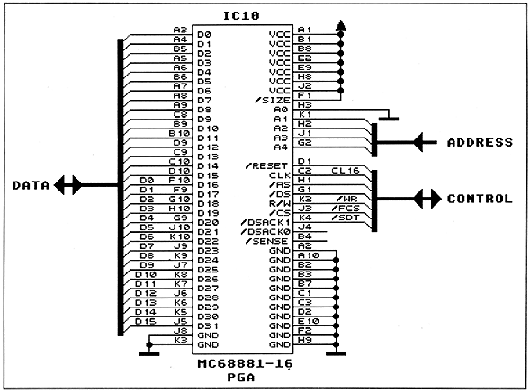 IC10
A3 D0 VCC A1
A4 D1 VCC B1
D5 D2 VCC B8
A5 D3 VCC E2
A6 D4 VCC E9
B6 D5 VCC H8
A7 D6 VCC J2
A8 D7 /SIZE F1
A9 D8 A0 H3
C8 D9 A1 K1
B9 D10 A2 H2
B10 D11 A3 J1
D9 D12 A4 G2
C9 D13
C10 D14 /RESET D1
D10 D15 CLK C2 CL16
D0 F10 D16 /AS H1
D1 F9 D17 /DS G1
D2 G10 D18 R/W K2 /WR
D3 H10 D19 /CS J3 /FCS
D4 G9 D20 /DSACK1 K4 /SDT
D5 J10 D21 /DSACK0 J4
D6 K10 D22 /SENSE B4
D7 J9 D23 GND A2
D8 K9 D24 GND A10
D9 J7 D25 GND B2
D10 K8 D26 GND B3
D11 K7 D27 GND B7
D12 J6 D28 GND C1
D13 K6 D29 GND C3
D14 K5 D30 GND D2
D15 J5 D31 GND E10
J8 GND GND F2
K3 GND GND H9
DATA
ADDRESS
CONTROL
MC68881-16
PGA